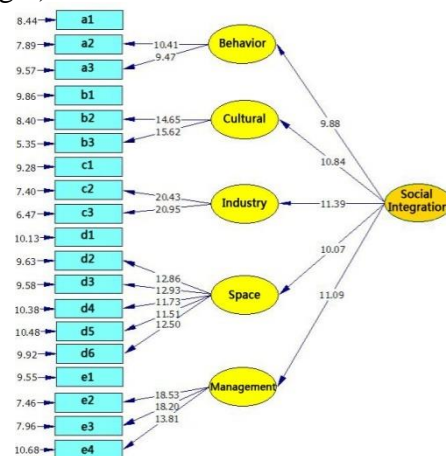 8.44 a1
7.89 a2
9.57 a3
9.86 b1
8.40 b2
5.35 b3
9.28 c1
7.40 c2
6.47 c3
10.13 d1
9.63 d2
9.58 d3
10.38 d4
10.48 d5
9.92 d6
9.55 e1
7.46 e2
7.96 e3
10.68 e4
10.41
9.47
14.65
15.62
20.43
20.95
12.86
12.93
11.73
11.51
12.50
18.53
18.20
13.81
Behavior
Cultural
Industry
Space
Management
9.88
10.84
11.39
10.07
11.09
Social
Integration